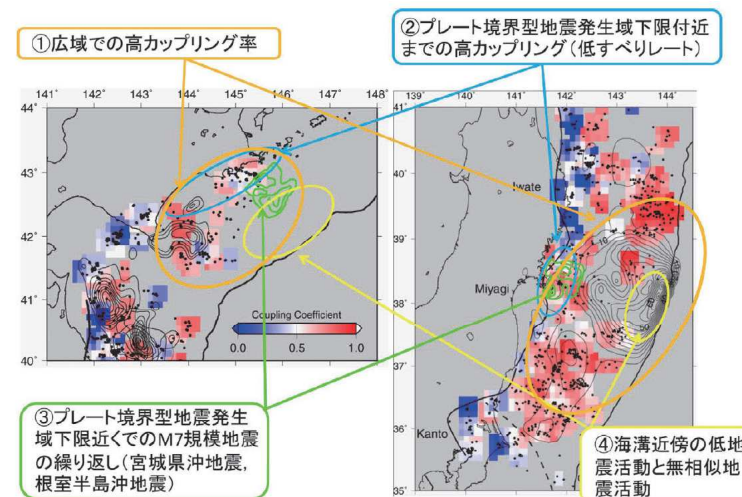 ①広域での高カップリング率
②プレート境界型地震発生域下限付近
までの高カップリング(低すべりレート)
141° 142° 143° 144° 145° 146° 147° 148°
44°
43°
42°
41°
40°
Coupling Coefficient
0.0 0.5 1.0
139° 140° 141° 142° 143° 144°
41°
40°
39°
38°
37°
36°
35°
Iwate
Miyagi
Kanto
10
50
③プレート境界型地震発生
域下限近くでのM7規模地震
の繰り返し(宮城県沖地震,
根室半島沖地震)
④海溝近傍の低地
震活動と無相似地
震活動